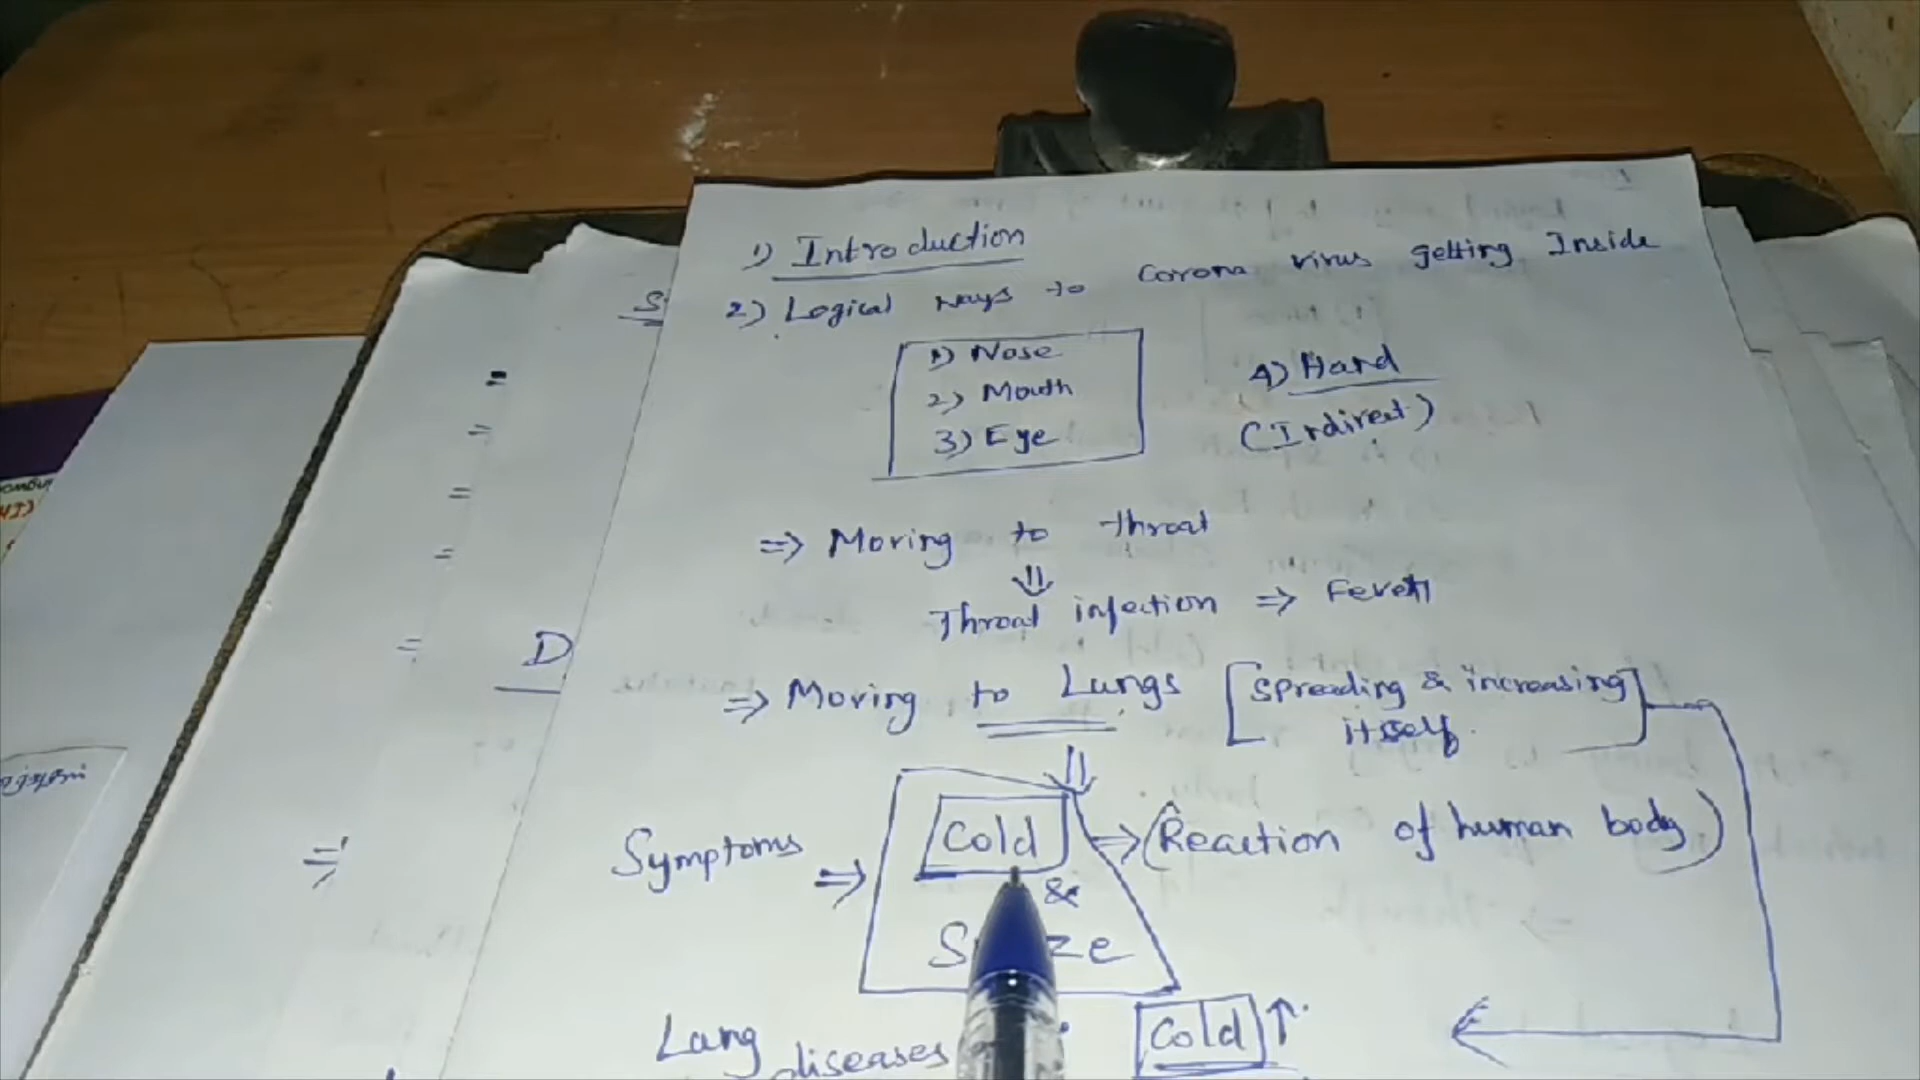 1) Introduction
2) Logical ways to Corona virus getting Inside
1) Nose
2) Mouth
3) Eye
4) Hand
(Indirect)
⇒ Moving to throat
⇓
Throat infection ⇒ Fever
⇒ Moving to Lungs [spreading & increasing
itself.]
⇓
Symptoms ⇒ Cold ⇒ (Reaction of human body)
&
Lung diseases Cold ↑
D